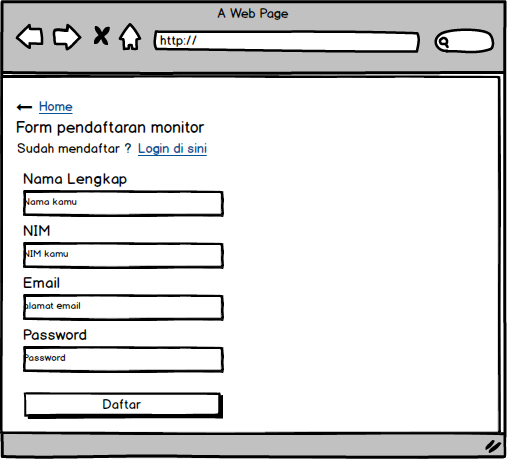 A Web Page
http://
Home
Form pendaftaran monitor
Sudah mendaftar ? Login di sini
Nama Lengkap
Nama kamu
NIM
NIM kamu
Email
alamat email
Password
Password
Daftar